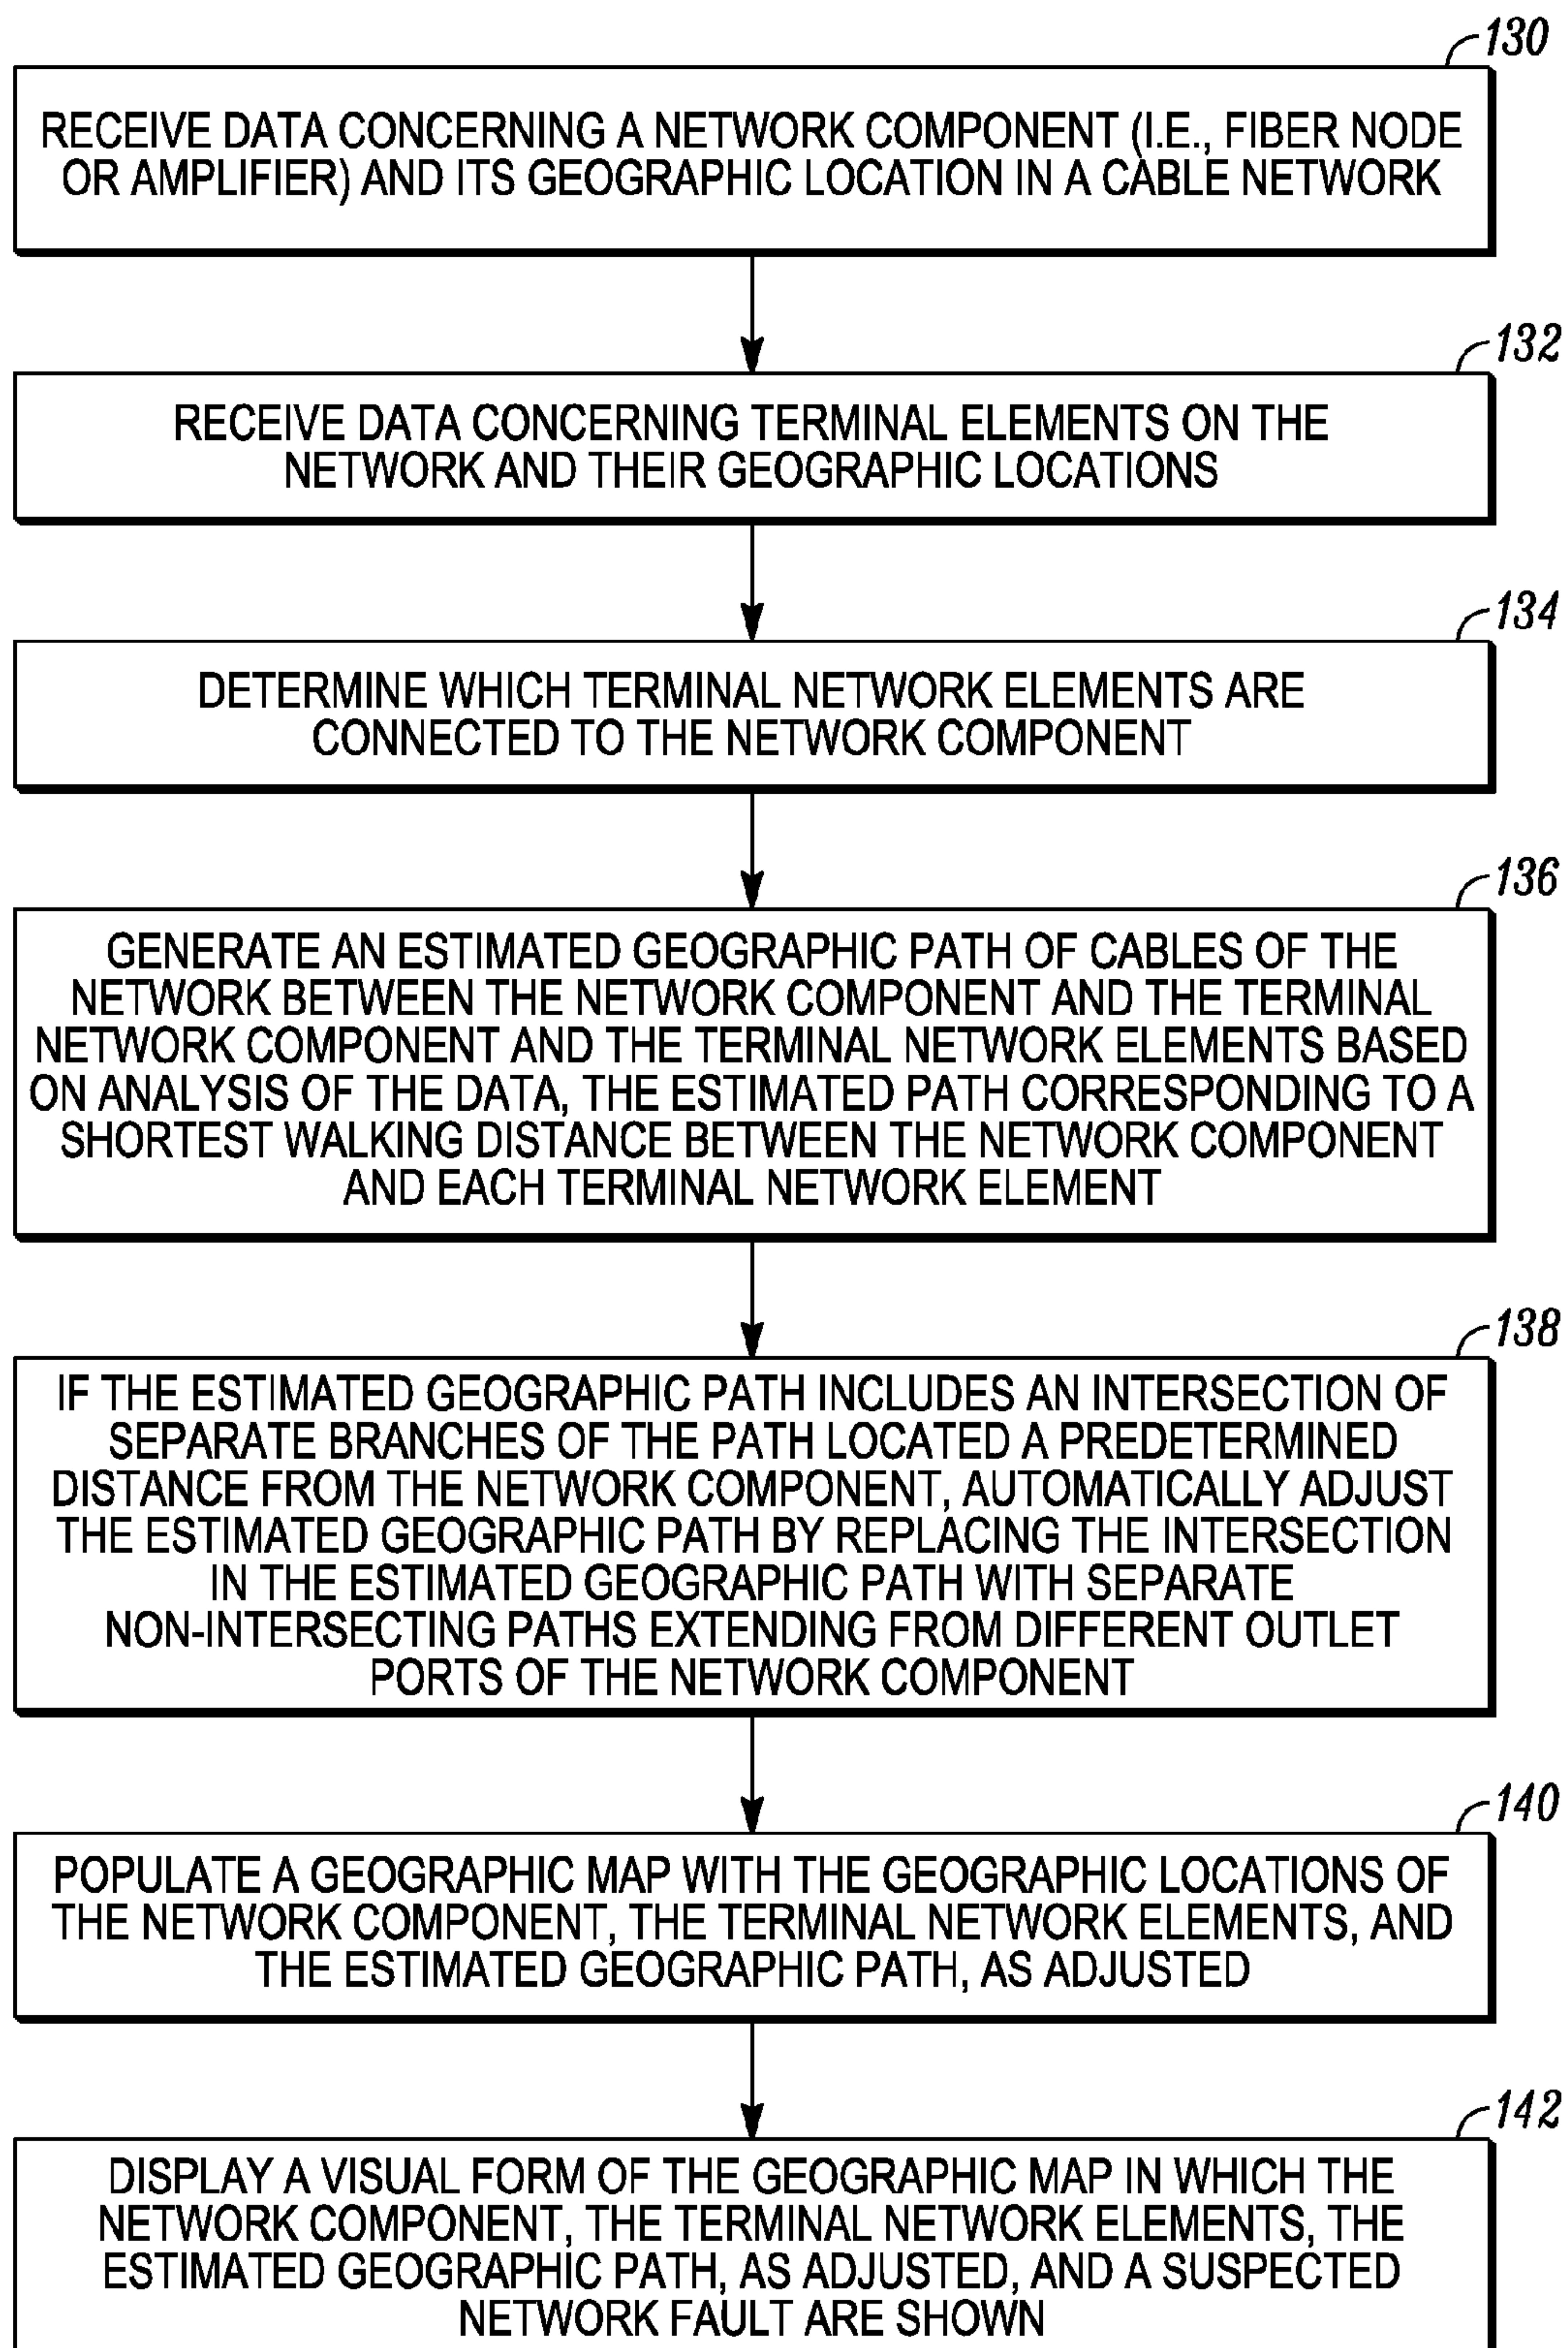 130
RECEIVE DATA CONCERNING A NETWORK COMPONENT (I.E., FIBER NODE
OR AMPLIFIER) AND ITS GEOGRAPHIC LOCATION IN A CABLE NETWORK
132
RECEIVE DATA CONCERNING TERMINAL ELEMENTS ON THE
NETWORK AND THEIR GEOGRAPHIC LOCATIONS
134
DETERMINE WHICH TERMINAL NETWORK ELEMENTS ARE
CONNECTED TO THE NETWORK COMPONENT
136
GENERATE AN ESTIMATED GEOGRAPHIC PATH OF CABLES OF THE
NETWORK BETWEEN THE NETWORK COMPONENT AND THE TERMINAL
NETWORK COMPONENT AND THE TERMINAL NETWORK ELEMENTS BASED
ON ANALYSIS OF THE DATA, THE ESTIMATED PATH CORRESPONDING TO A
SHORTEST WALKING DISTANCE BETWEEN THE NETWORK COMPONENT
AND EACH TERMINAL NETWORK ELEMENT
138
IF THE ESTIMATED GEOGRAPHIC PATH INCLUDES AN INTERSECTION OF
SEPARATE BRANCHES OF THE PATH LOCATED A PREDETERMINED
DISTANCE FROM THE NETWORK COMPONENT, AUTOMATICALLY ADJUST
THE ESTIMATED GEOGRAPHIC PATH BY REPLACING THE INTERSECTION
IN THE ESTIMATED GEOGRAPHIC PATH WITH SEPARATE
NON-INTERSECTING PATHS EXTENDING FROM DIFFERENT OUTLET
PORTS OF THE NETWORK COMPONENT
140
POPULATE A GEOGRAPHIC MAP WITH THE GEOGRAPHIC LOCATIONS OF
THE NETWORK COMPONENT, THE TERMINAL NETWORK ELEMENTS, AND
THE ESTIMATED GEOGRAPHIC PATH, AS ADJUSTED
142
DISPLAY A VISUAL FORM OF THE GEOGRAPHIC MAP IN WHICH THE
NETWORK COMPONENT, THE TERMINAL NETWORK ELEMENTS, THE
ESTIMATED GEOGRAPHIC PATH, AS ADJUSTED, AND A SUSPECTED
NETWORK FAULT ARE SHOWN